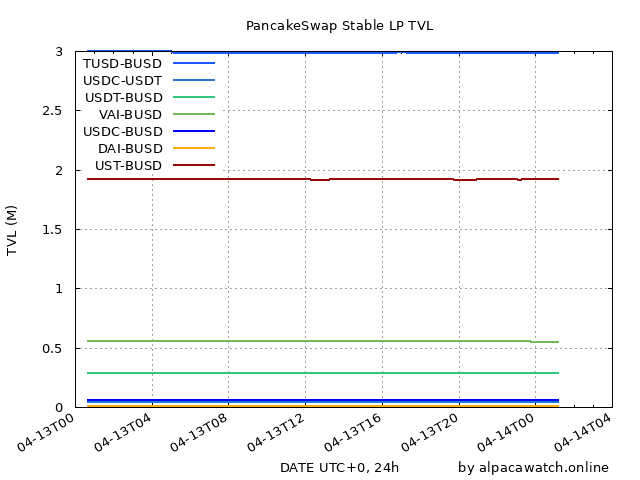 PancakeSwap Stable LP TVL
3
2.5
2
1.5
1
0.5
0
TVL (M)
TUSD-BUSD
USDC-USDT
USDT-BUSD
VAI-BUSD
USDC-BUSD
DAI-BUSD
UST-BUSD
04-13T00
04-13T04
04-13T08
04-13T12
04-13T16
04-13T20
04-14T00
04-14T04
DATE UTC+0, 24h
by alpacawatch.online